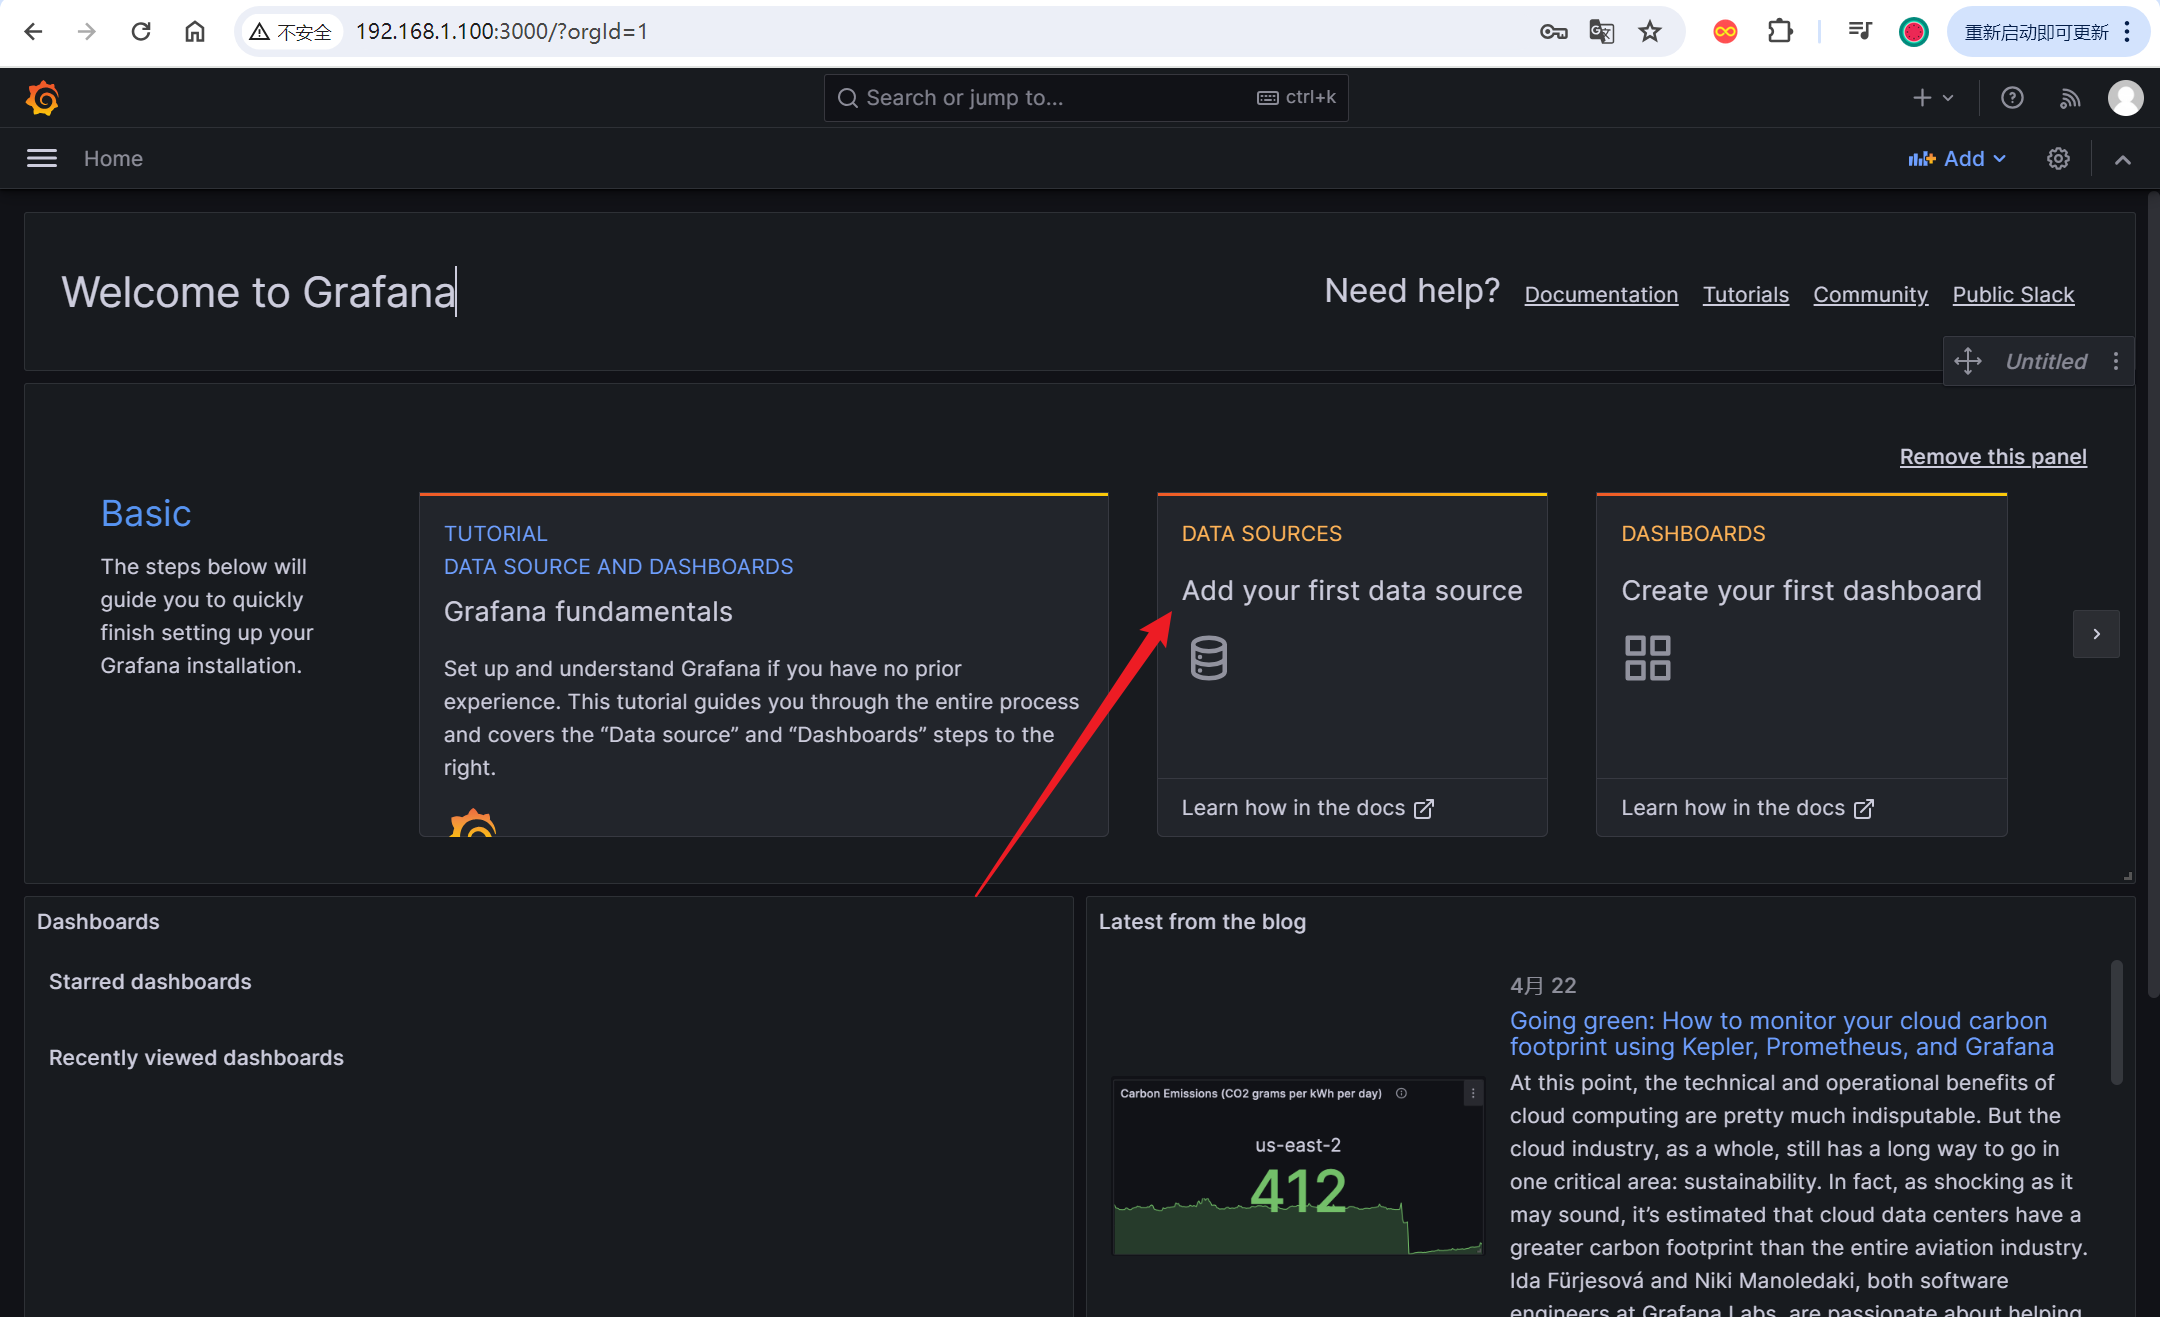 不安全 192.168.1.100:3000/?orgId=1 重新启动即可更新
Search or jump to... ctrl+k
Home Add
Welcome to Grafana
Need help? Documentation Tutorials Community Public Slack
Untitled
Remove this panel
Basic
The steps below will
guide you to quickly
finish setting up your
Grafana installation.
TUTORIAL
DATA SOURCE AND DASHBOARDS
Grafana fundamentals
Set up and understand Grafana if you have no prior
experience. This tutorial guides you through the entire process
and covers the “Data source” and “Dashboards” steps to the
right.
DATA SOURCES
Add your first data source
Learn how in the docs
DASHBOARDS
Create your first dashboard
Learn how in the docs
Dashboards
Starred dashboards
Recently viewed dashboards
Latest from the blog
Carbon Emissions (CO2 grams per kWh per day)
us-east-2
412
4月 22
Going green: How to monitor your cloud carbon
footprint using Kepler, Prometheus, and Grafana
At this point, the technical and operational benefits of
cloud computing are pretty much indisputable. But the
cloud industry, as a whole, still has a long way to go in
one critical area: sustainability. In fact, as shocking as it
may sound, it’s estimated that cloud data centers have a
greater carbon footprint than the entire aviation industry.
Ida Fürjesová and Niki Manoledaki, both software
engineers at Grafana Labs, are passionate about helping